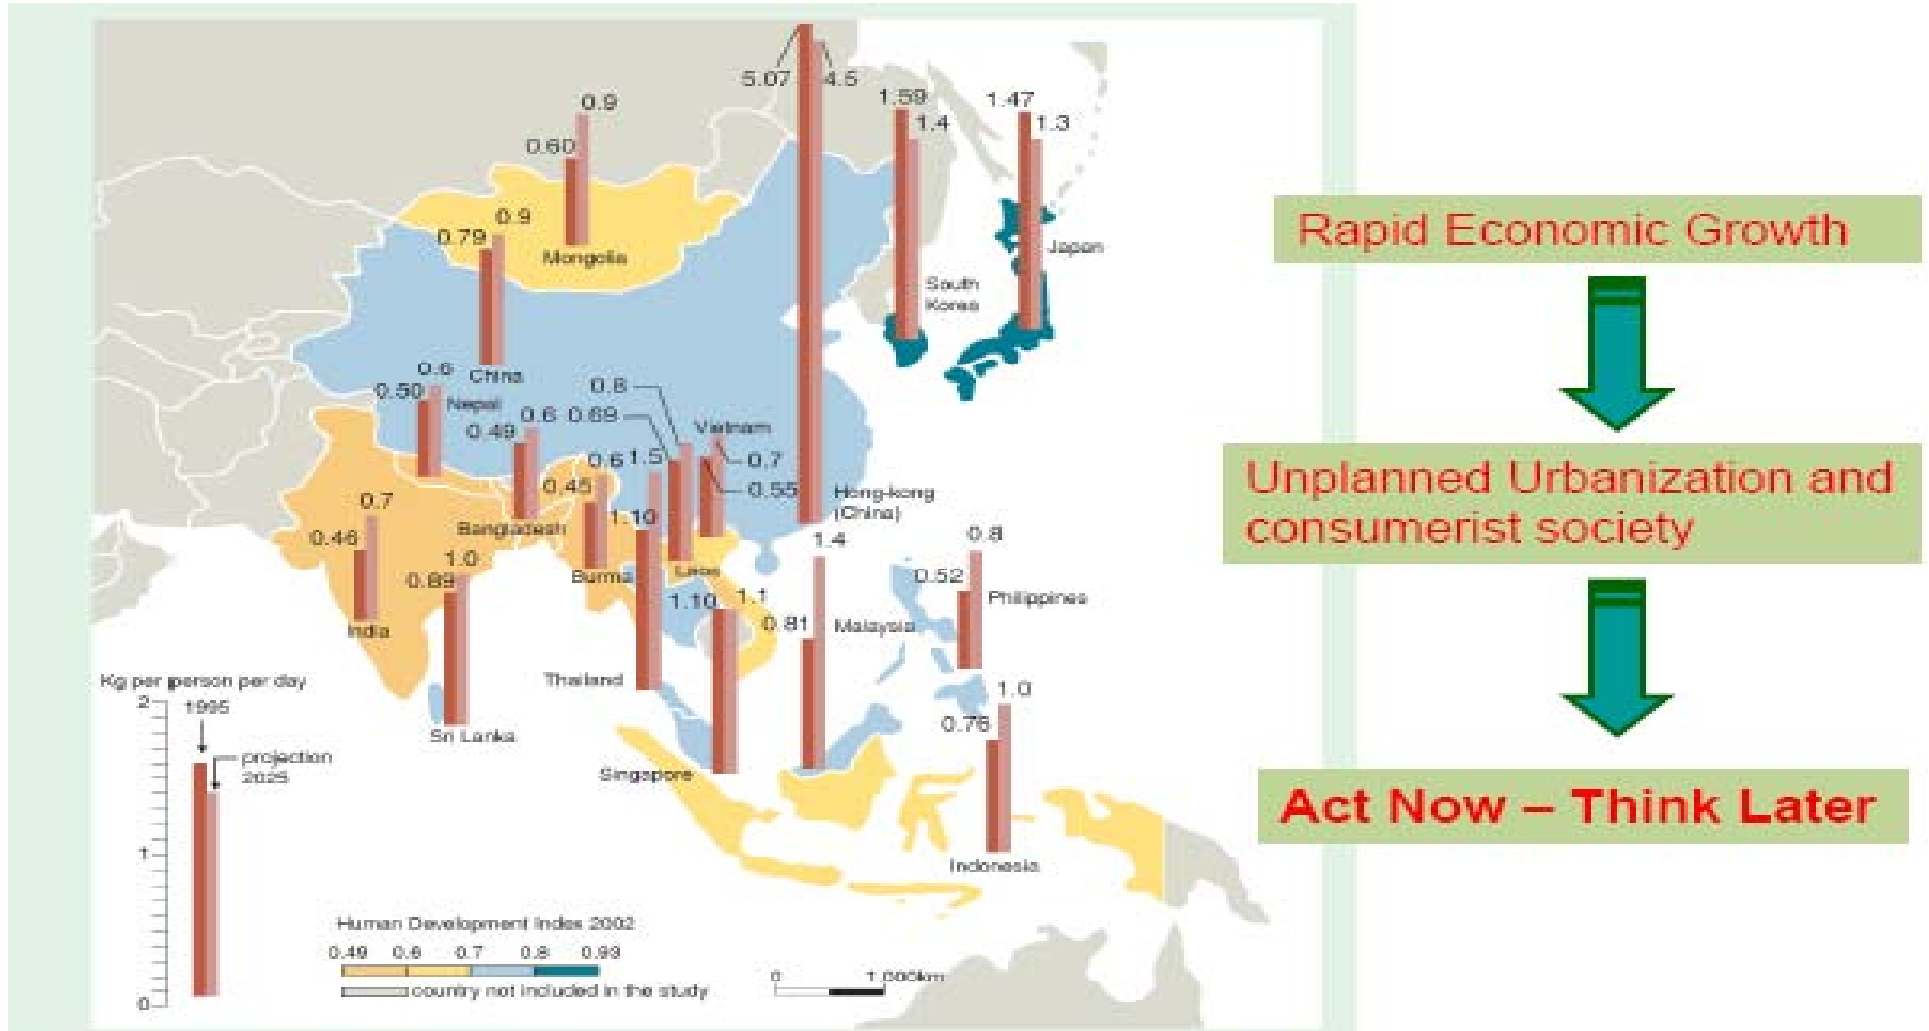 5.07
4.5
1.59
1.4
1.47
1.3
0.9
0.60
Mongolia
0.9
0.79
China
Japan
South
Korea
0.6
0.50
Nepal
0.6
0.49
Bangladesh
0.8
0.69
Laos
Vietnam
0.7
0.55
0.6
0.45
Burma
1.5
1.10
Thailand
Hong-kong
(China)
0.7
0.46
India
1.0
0.89
Sri Lanka
1.10
1.1
Singapore
1.4
0.81
Malaysia
0.8
0.52
Philippines
1.0
0.76
Indonesia
Kg per person per day
2
1995
projection
2025
1
0
Human Development Index 2002
0.49 0.6 0.7 0.8 0.93
country not included in the study
0 1,000km
Rapid Economic Growth
Unplanned Urbanization and
consumerist society
Act Now – Think Later